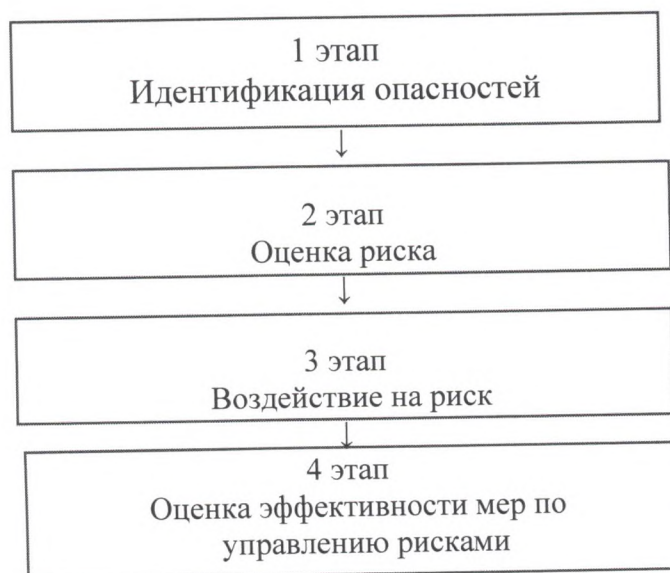 1 этап
Идентификация опасностей
↓
2 этап
Оценка риска
↓
3 этап
Воздействие на риск
↓
4 этап
Оценка эффективности мер по
управлению рисками